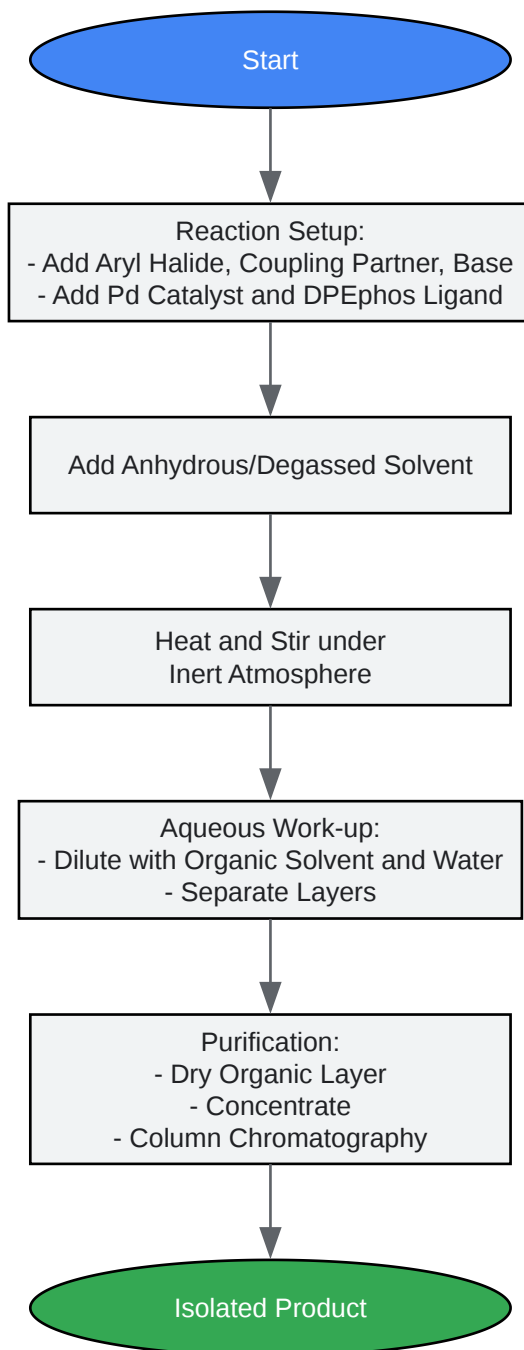 Start
Reaction Setup:
- Add Aryl Halide, Coupling Partner, Base
- Add Pd Catalyst and DPEphos Ligand
Add Anhydrous/Degassed Solvent
Heat and Stir under
Inert Atmosphere
Aqueous Work-up:
- Dilute with Organic Solvent and Water
- Separate Layers
Purification:
- Dry Organic Layer
- Concentrate
- Column Chromatography
Isolated Product